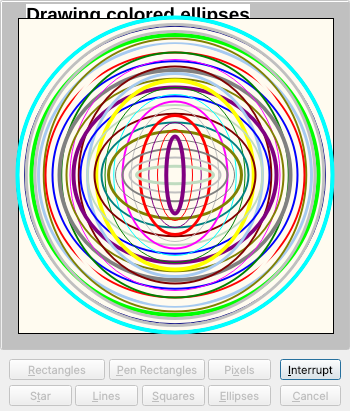 Drawing colored ellipses
Rectangles Pen Rectangles Pixels Interrupt
Star Lines Squares Ellipses Cancel